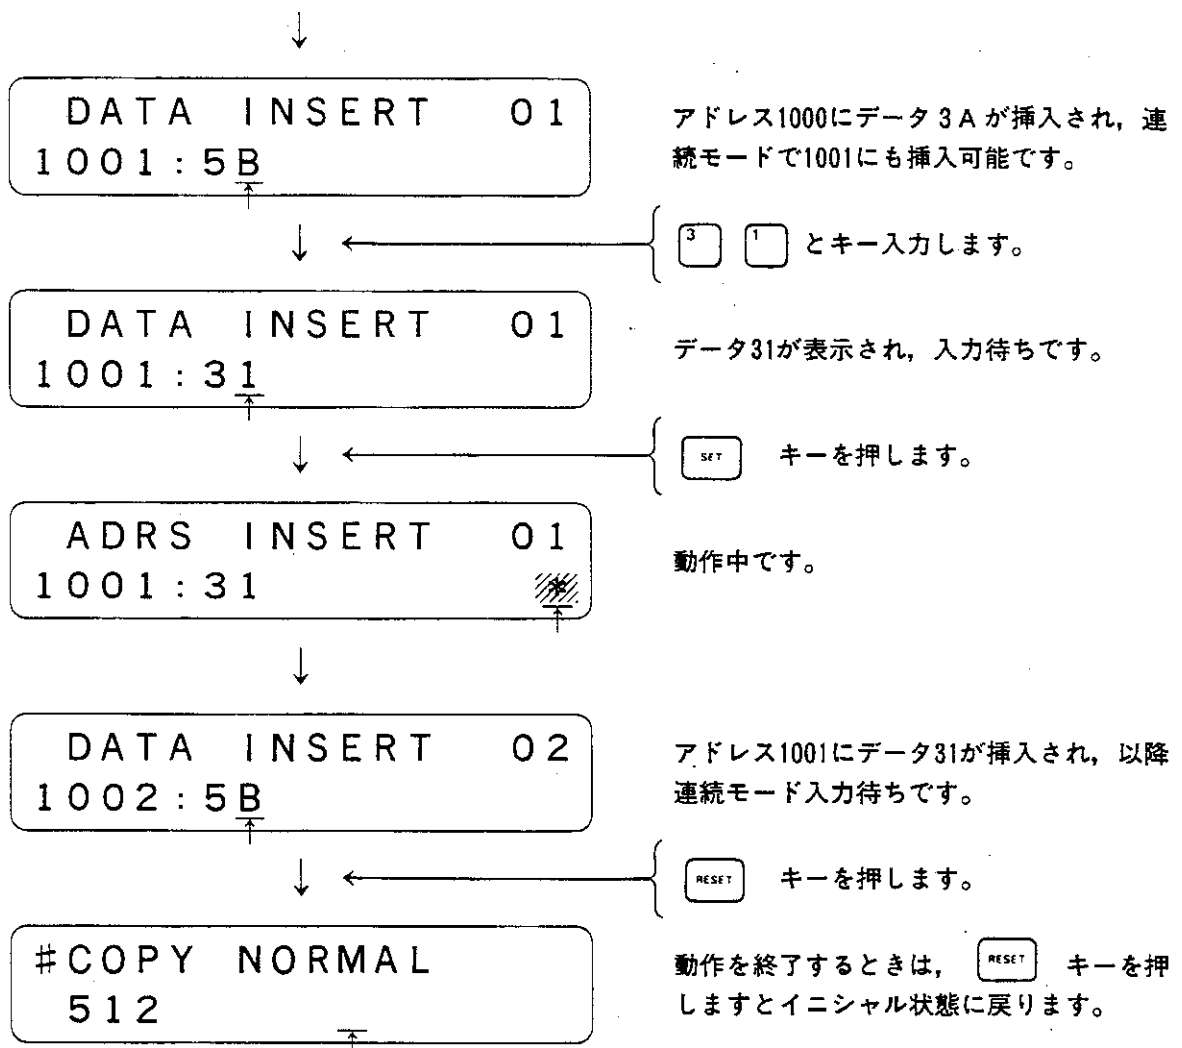 DATA INSERT 01
1001:5B
アドレス1000にデータ3Aが挿入され，連
続モードで1001にも挿入可能です。
3 1 とキー入力します。
DATA INSERT 01
1001:31
データ31が表示され，入力待ちです。
SET キーを押します。
ADRS INSERT 01
1001:31 *
動作中です。
DATA INSERT 02
1002:5B
アドレス1001にデータ31が挿入され，以降
連続モード入力待ちです。
RESET キーを押します。
#COPY NORMAL
512
動作を終了するときは， RESET キーを押
しますとイニシャル状態に戻ります。